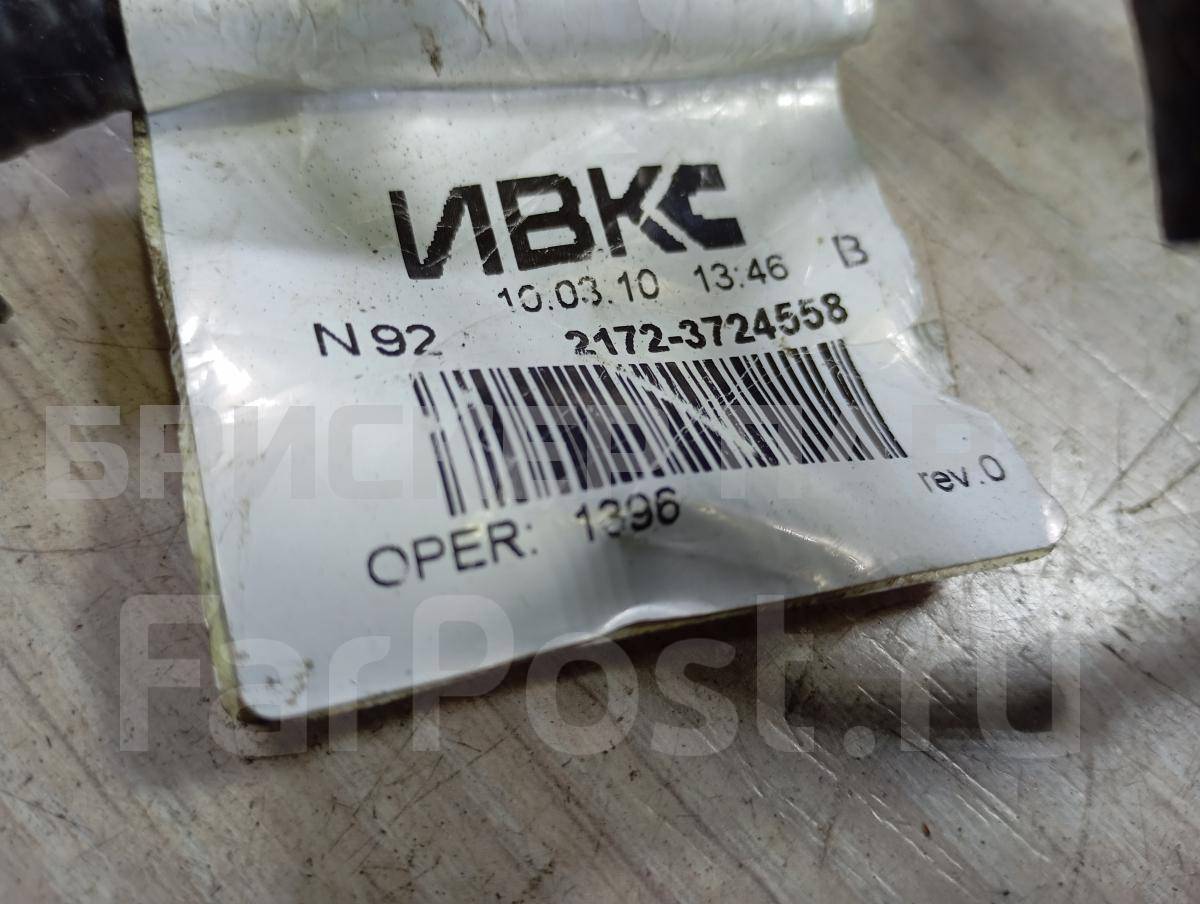 ИВКС
10.03.10 13:46 B
N 92 2172-3724558
OPER: 1396
rev.0
FarPost.ru